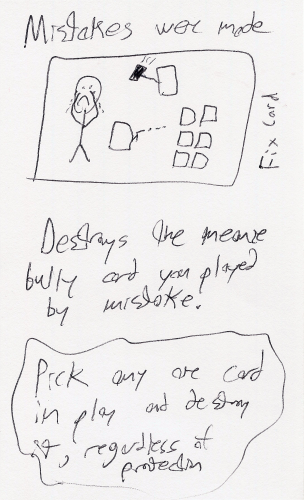 Mistakes wer made
Fix Card
Destroys the meanie
bully card you played
by mistake.
Pick any one card
in play and destroy
it, regardless of
protection